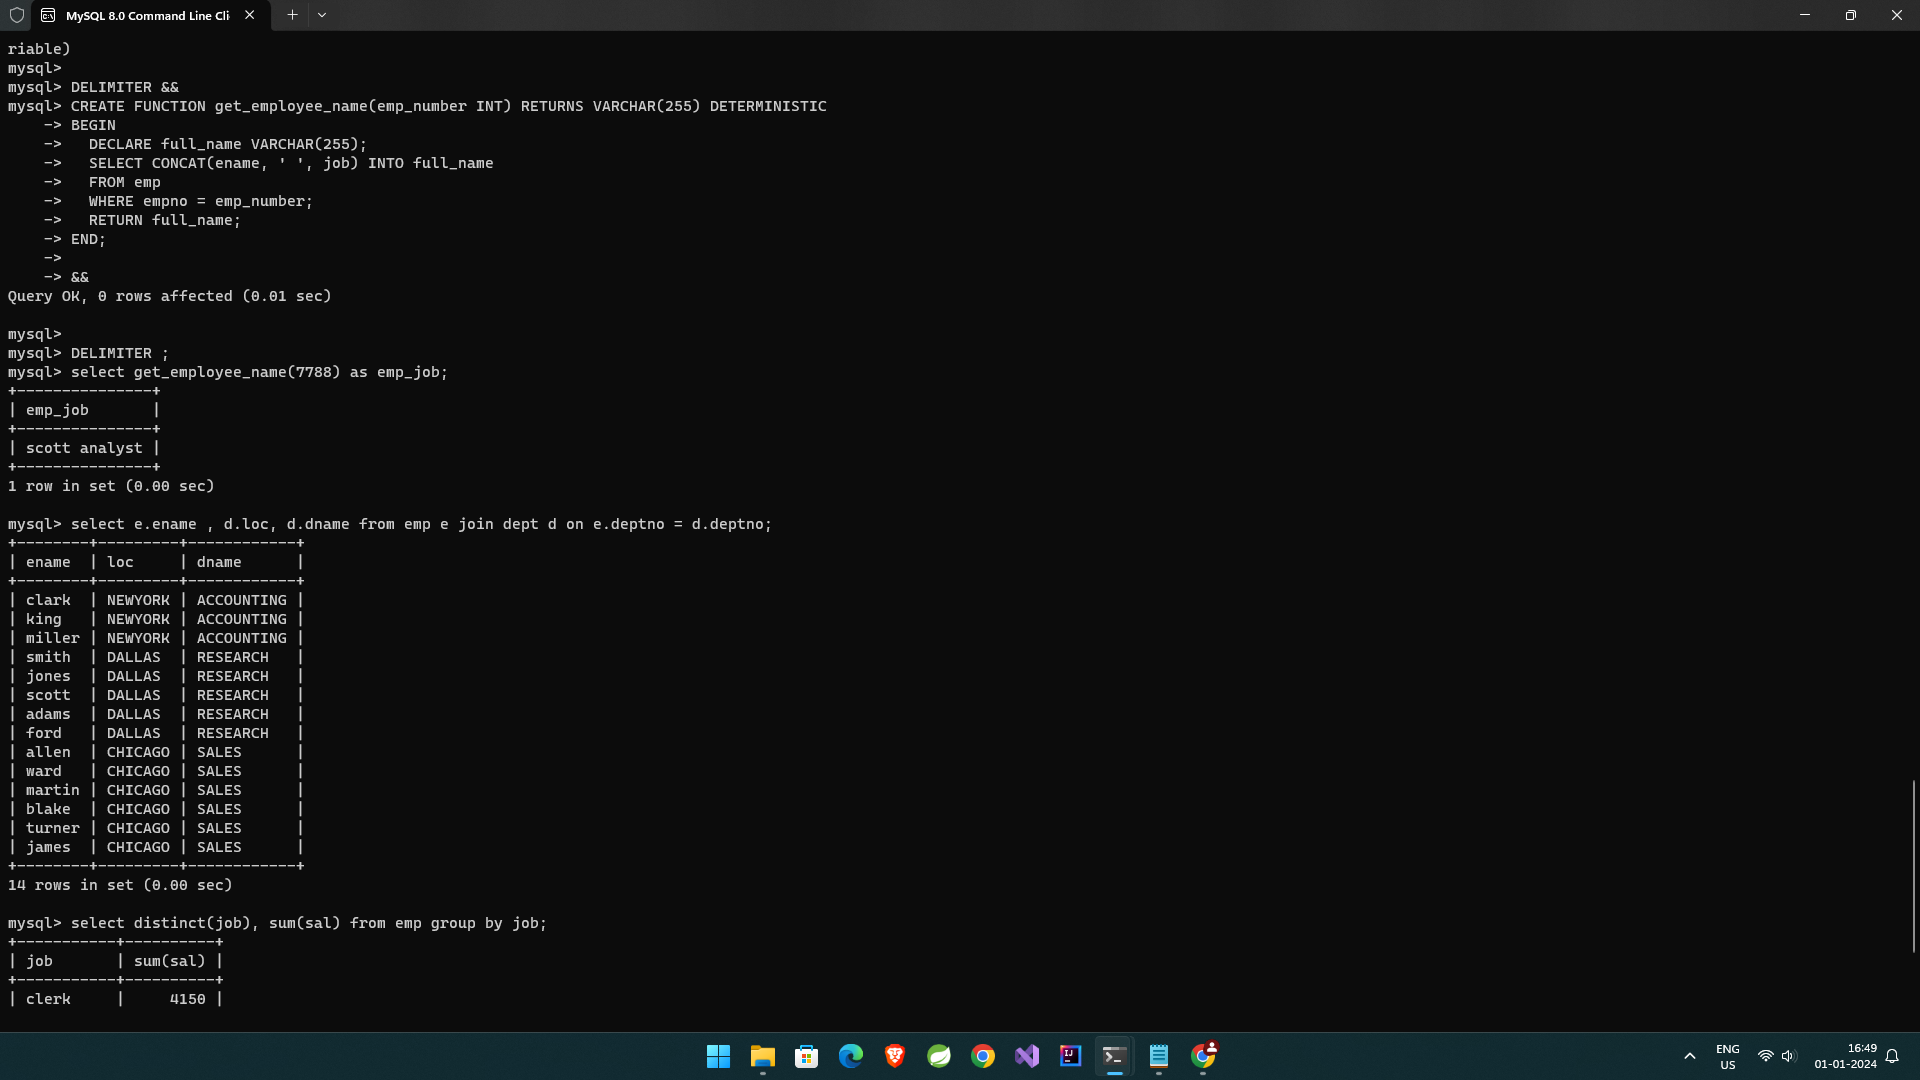 MySQL 8.0 Command Line Cli
riable)
mysql>
mysql> DELIMITER &&
mysql> CREATE FUNCTION get_employee_name(emp_number INT) RETURNS VARCHAR(255) DETERMINISTIC
    -> BEGIN
    ->   DECLARE full_name VARCHAR(255);
    ->   SELECT CONCAT(ename, ' ', job) INTO full_name
    ->   FROM emp
    ->   WHERE empno = emp_number;
    ->   RETURN full_name;
    -> END;
    ->
    -> &&
Query OK, 0 rows affected (0.01 sec)
mysql>
mysql> DELIMITER ;
mysql> select get_employee_name(7788) as emp_job;
+---------------+
| emp_job       |
+---------------+
| scott analyst |
+---------------+
1 row in set (0.00 sec)
mysql> select e.ename , d.loc, d.dname from emp e join dept d on e.deptno = d.deptno;
+--------+---------+------------+
| ename  | loc     | dname      |
+--------+---------+------------+
| clark  | NEWYORK | ACCOUNTING |
| king   | NEWYORK | ACCOUNTING |
| miller | NEWYORK | ACCOUNTING |
| smith  | DALLAS  | RESEARCH   |
| jones  | DALLAS  | RESEARCH   |
| scott  | DALLAS  | RESEARCH   |
| adams  | DALLAS  | RESEARCH   |
| ford   | DALLAS  | RESEARCH   |
| allen  | CHICAGO | SALES      |
| ward   | CHICAGO | SALES      |
| martin | CHICAGO | SALES      |
| blake  | CHICAGO | SALES      |
| turner | CHICAGO | SALES      |
| james  | CHICAGO | SALES      |
+--------+---------+------------+
14 rows in set (0.00 sec)
mysql> select distinct(job), sum(sal) from emp group by job;
+-----------+----------+
| job       | sum(sal) |
+-----------+----------+
| clerk     |     4150 |
ENG
US
16:49
01-01-2024